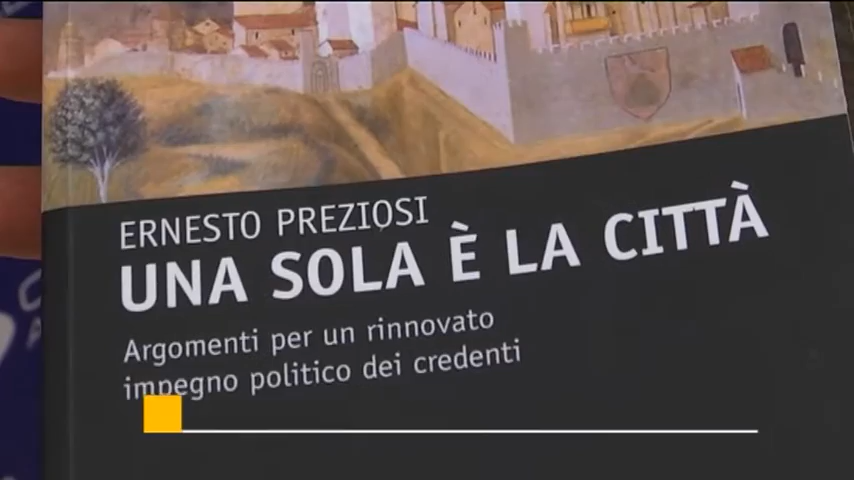 ERNESTO PREZIOSI
UNA SOLA È LA CITTÀ
Argomenti per un rinnovato
impegno politico dei credenti